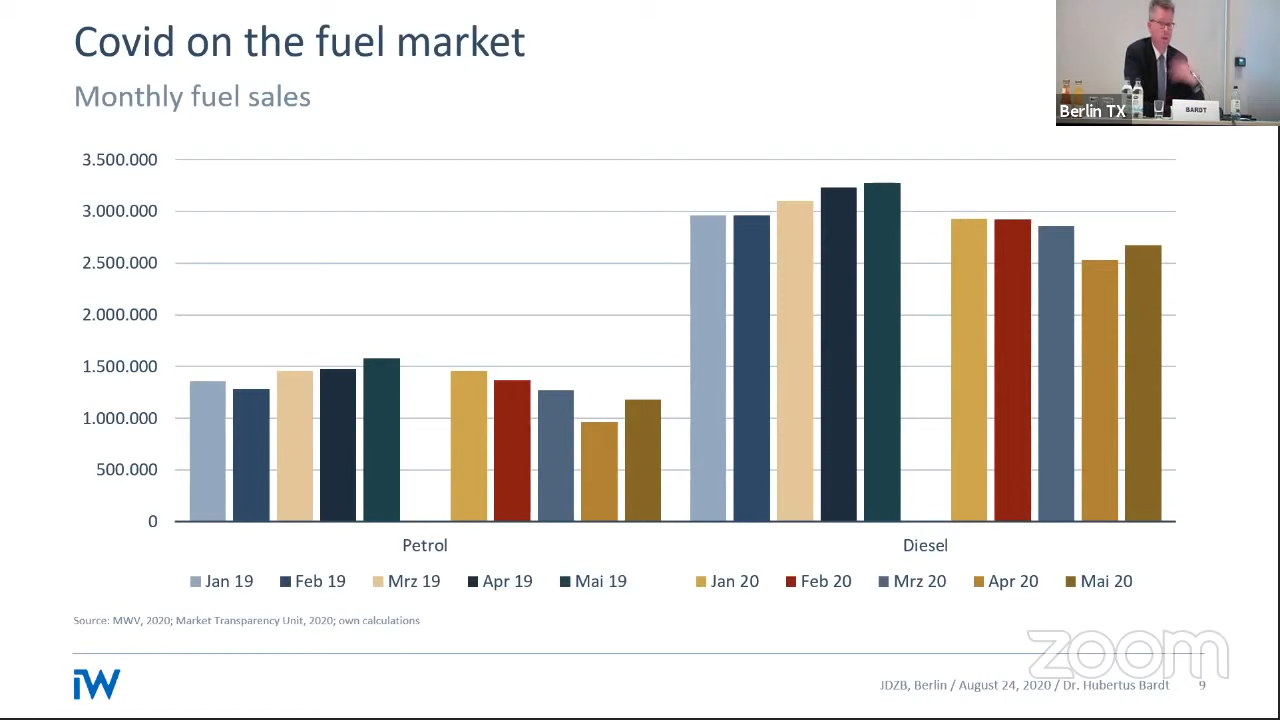 Covid on the fuel market
Monthly fuel sales
Berlin TX
BARDT
3.500.000
3.000.000
2.500.000
2.000.000
1.500.000
1.000.000
500.000
0
Petrol
Diesel
Jan 19 Feb 19 Mrz 19 Apr 19 Mai 19 Jan 20 Feb 20 Mrz 20 Apr 20 Mai 20
Source: MWV, 2020; Market Transparency Unit, 2020; own calculations
zoom
iW
JDZB, Berlin / August 24, 2020 / Dr. Hubertus Bardt 9